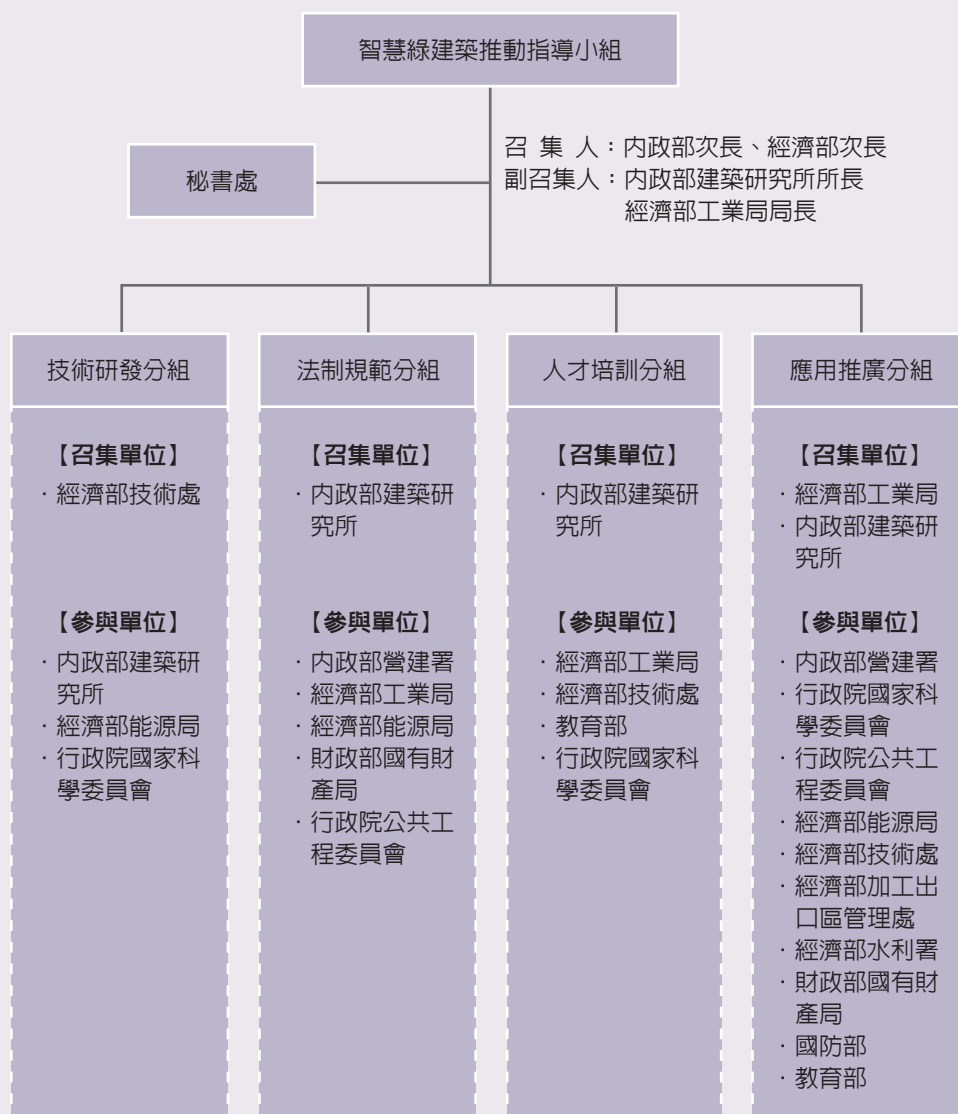 智慧綠建築推動指導小組
召 集 人：內政部次長、經濟部次長
副召集人：內政部建築研究所所長
經濟部工業局局長
秘書處
技術研發分組
【召集單位】
·經濟部技術處
【參與單位】
·內政部建築研
究所
·經濟部能源局
·行政院國家科
學委員會
法制規範分組
【召集單位】
·內政部建築研
究所
【參與單位】
·內政部營建署
·經濟部工業局
·經濟部能源局
·財政部國有財
產局
·行政院公共工
程委員會
人才培訓分組
【召集單位】
·內政部建築研
究所
【參與單位】
·經濟部工業局
·經濟部技術處
·教育部
·行政院國家科
學委員會
應用推廣分組
【召集單位】
·經濟部工業局
·內政部建築研
究所
【參與單位】
·內政部營建署
·行政院國家科
學委員會
·行政院公共工
程委員會
·經濟部能源局
·經濟部技術處
·經濟部加工出
口區管理處
·經濟部水利署
·財政部國有財
產局
·國防部
·教育部